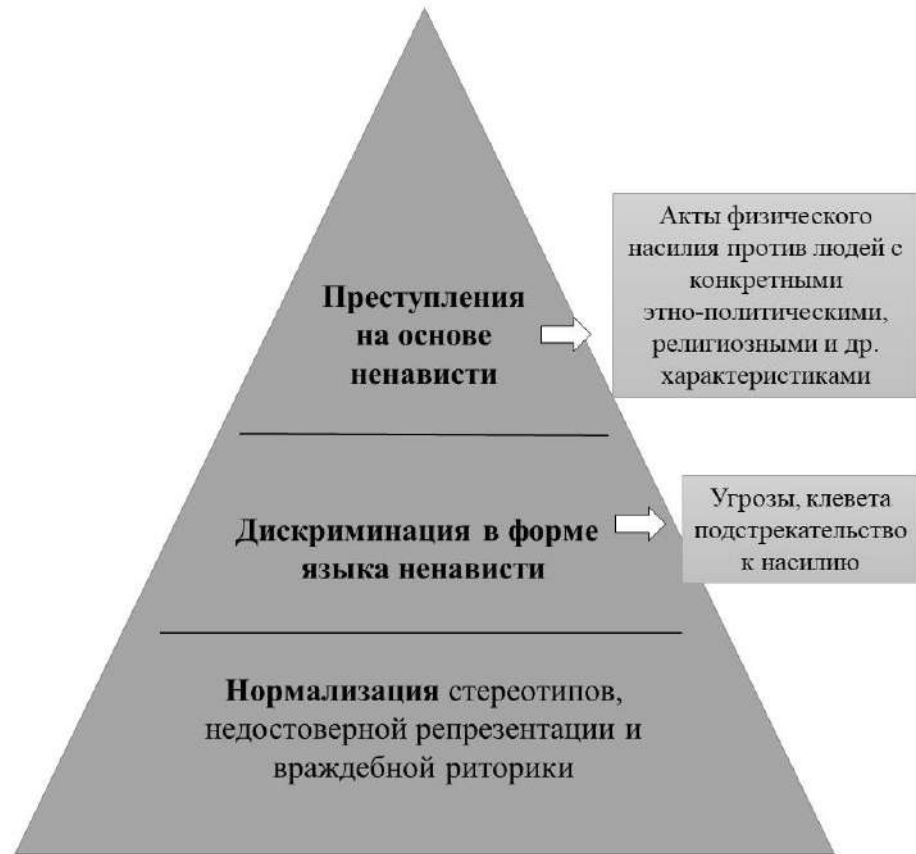 Преступления
на основе
ненависти
Акты физического
насилия против людей с
конкретными
этно-политическими,
религиозными и др.
характеристиками
Дискриминация в форме
языка ненависти
Угрозы, клевета
подстрекательство
к насилию
Нормализация стереотипов,
недостоверной репрезентации и
враждебной риторики